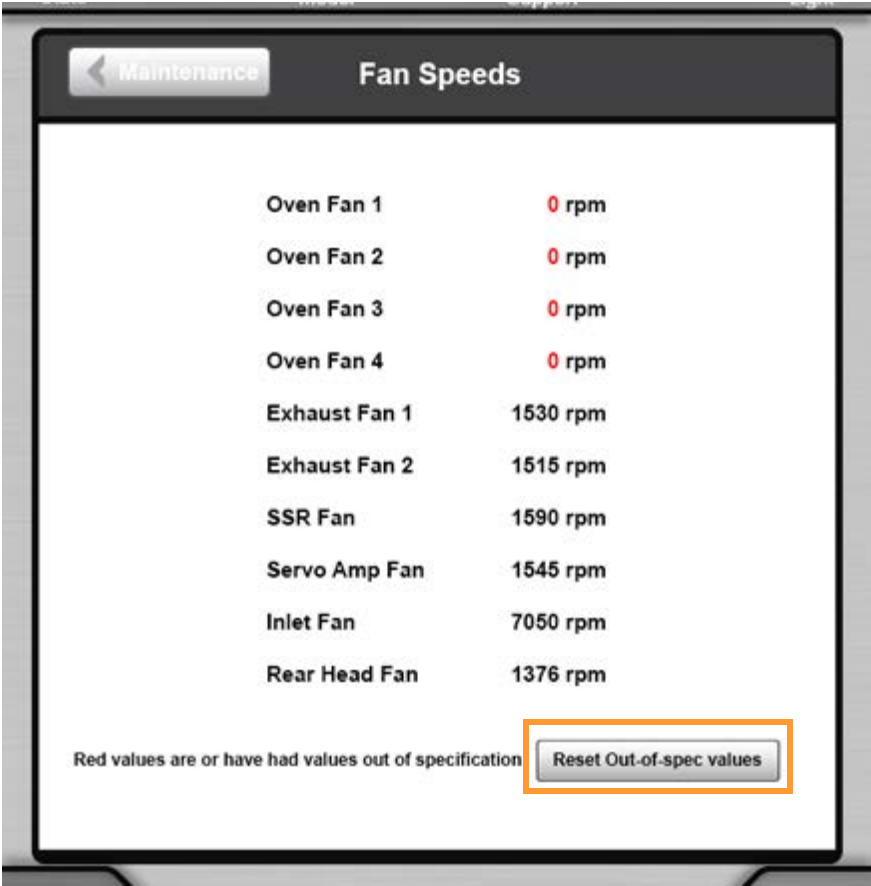 Maintenance
Fan Speeds
Oven Fan 1 0 rpm
Oven Fan 2 0 rpm
Oven Fan 3 0 rpm
Oven Fan 4 0 rpm
Exhaust Fan 1 1530 rpm
Exhaust Fan 2 1515 rpm
SSR Fan 1590 rpm
Servo Amp Fan 1545 rpm
Inlet Fan 7050 rpm
Rear Head Fan 1376 rpm
Red values are or have had values out of specification Reset Out-of-spec values